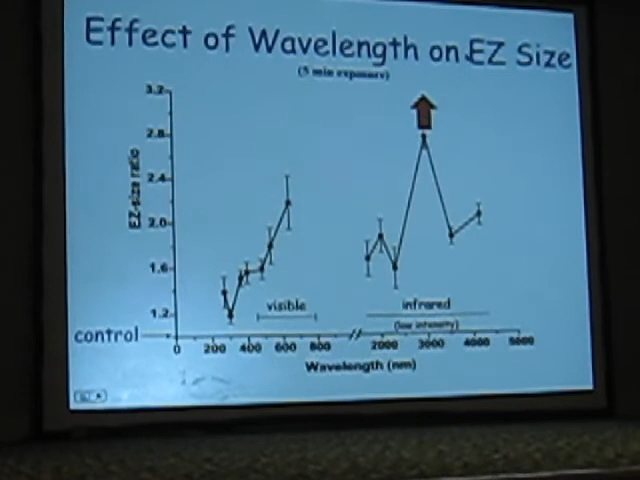 Effect of Wavelength on EZ Size
(5 min exposure)
3.2
2.8
2.4
2.0
1.6
1.2
EZ-size ratio
visible
infrared
(low intensity)
control
0 200 400 600 800 2000 3000 4000 5000
Wavelength (nm)